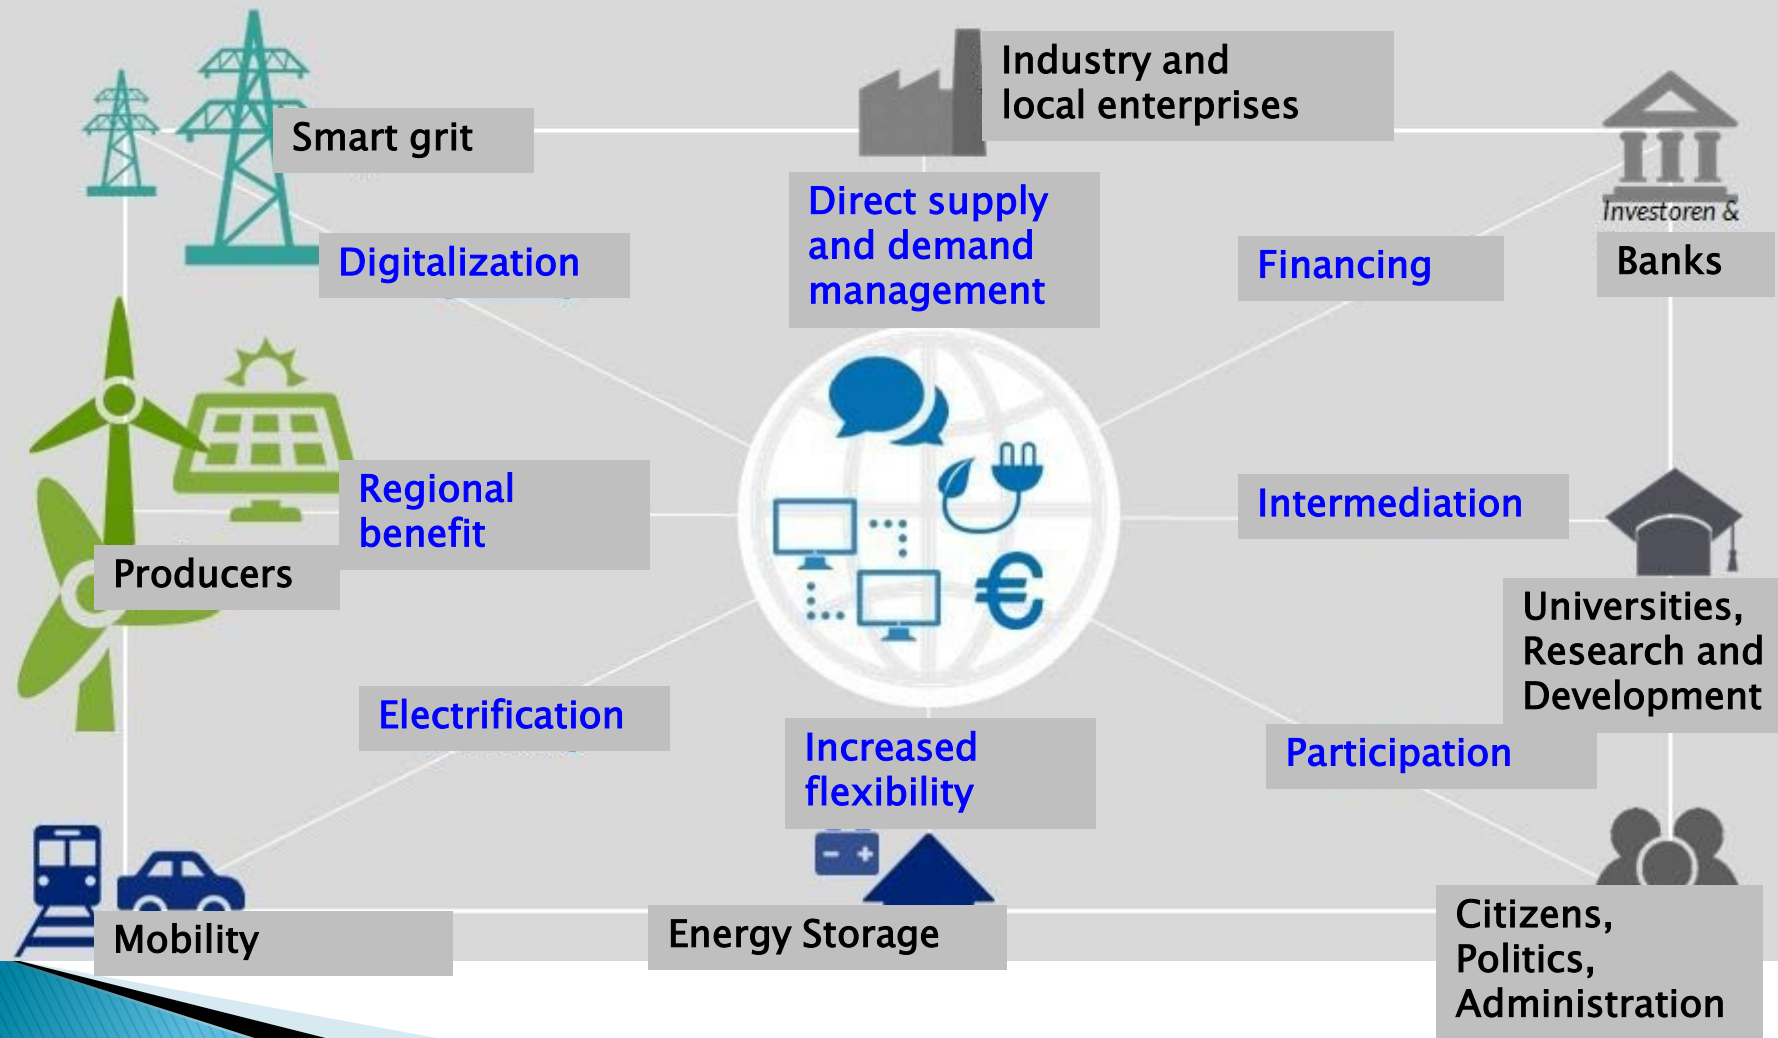 Smart grit
Industry and
local enterprises
Investoren &
Banks
Digitalization
Direct supply
and demand
management
Financing
Regional
benefit
Producers
Intermediation
Universities,
Research and
Development
Electrification
Increased
flexibility
Participation
Mobility
Energy Storage
Citizens,
Politics,
Administration